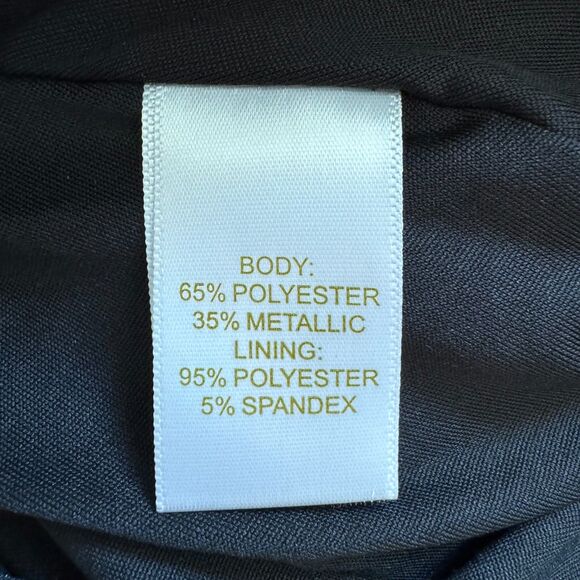 BODY:
65% POLYESTER
35% METALLIC
LINING:
95% POLYESTER
5% SPANDEX